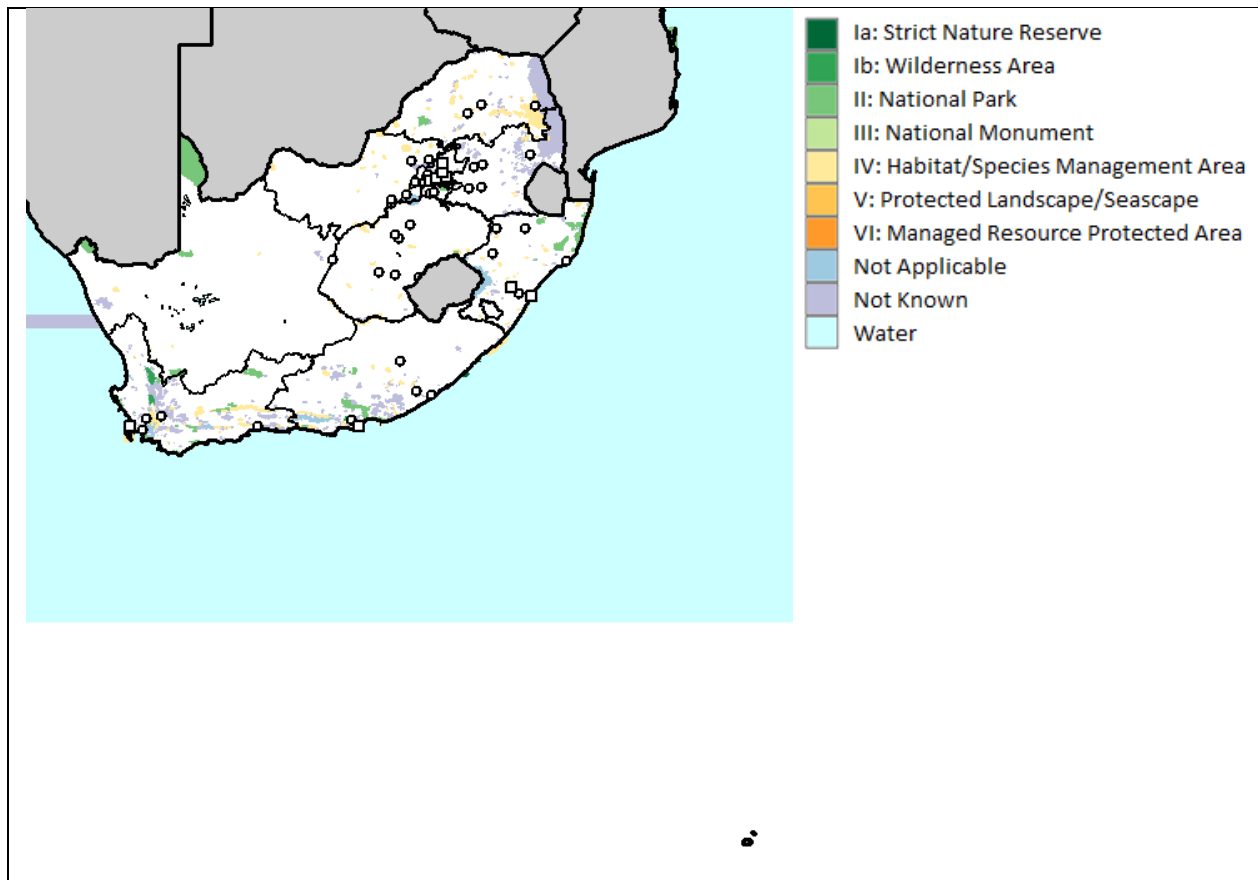 Ia: Strict Nature Reserve
Ib: Wilderness Area
II: National Park
III: National Monument
IV: Habitat/Species Management Area
V: Protected Landscape/Seascape
VI: Managed Resource Protected Area
Not Applicable
Not Known
Water